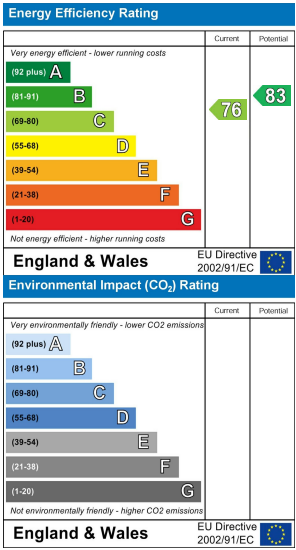 Energy Efficiency Rating
Current Potential
Very energy efficient - lower running costs
(92 plus) A
(81-91) B
(69-80) C
(55-68) D
(39-54) E
(21-38) F
(1-20) G
76
83
Not energy efficient - higher running costs
England & Wales
EU Directive
2002/91/EC
Environmental Impact (CO₂) Rating
Current Potential
Very environmentally friendly - lower CO2 emissions
(92 plus) A
(81-91) B
(69-80) C
(55-68) D
(39-54) E
(21-38) F
(1-20) G
Not environmentally friendly - higher CO2 emissions
England & Wales
EU Directive
2002/91/EC